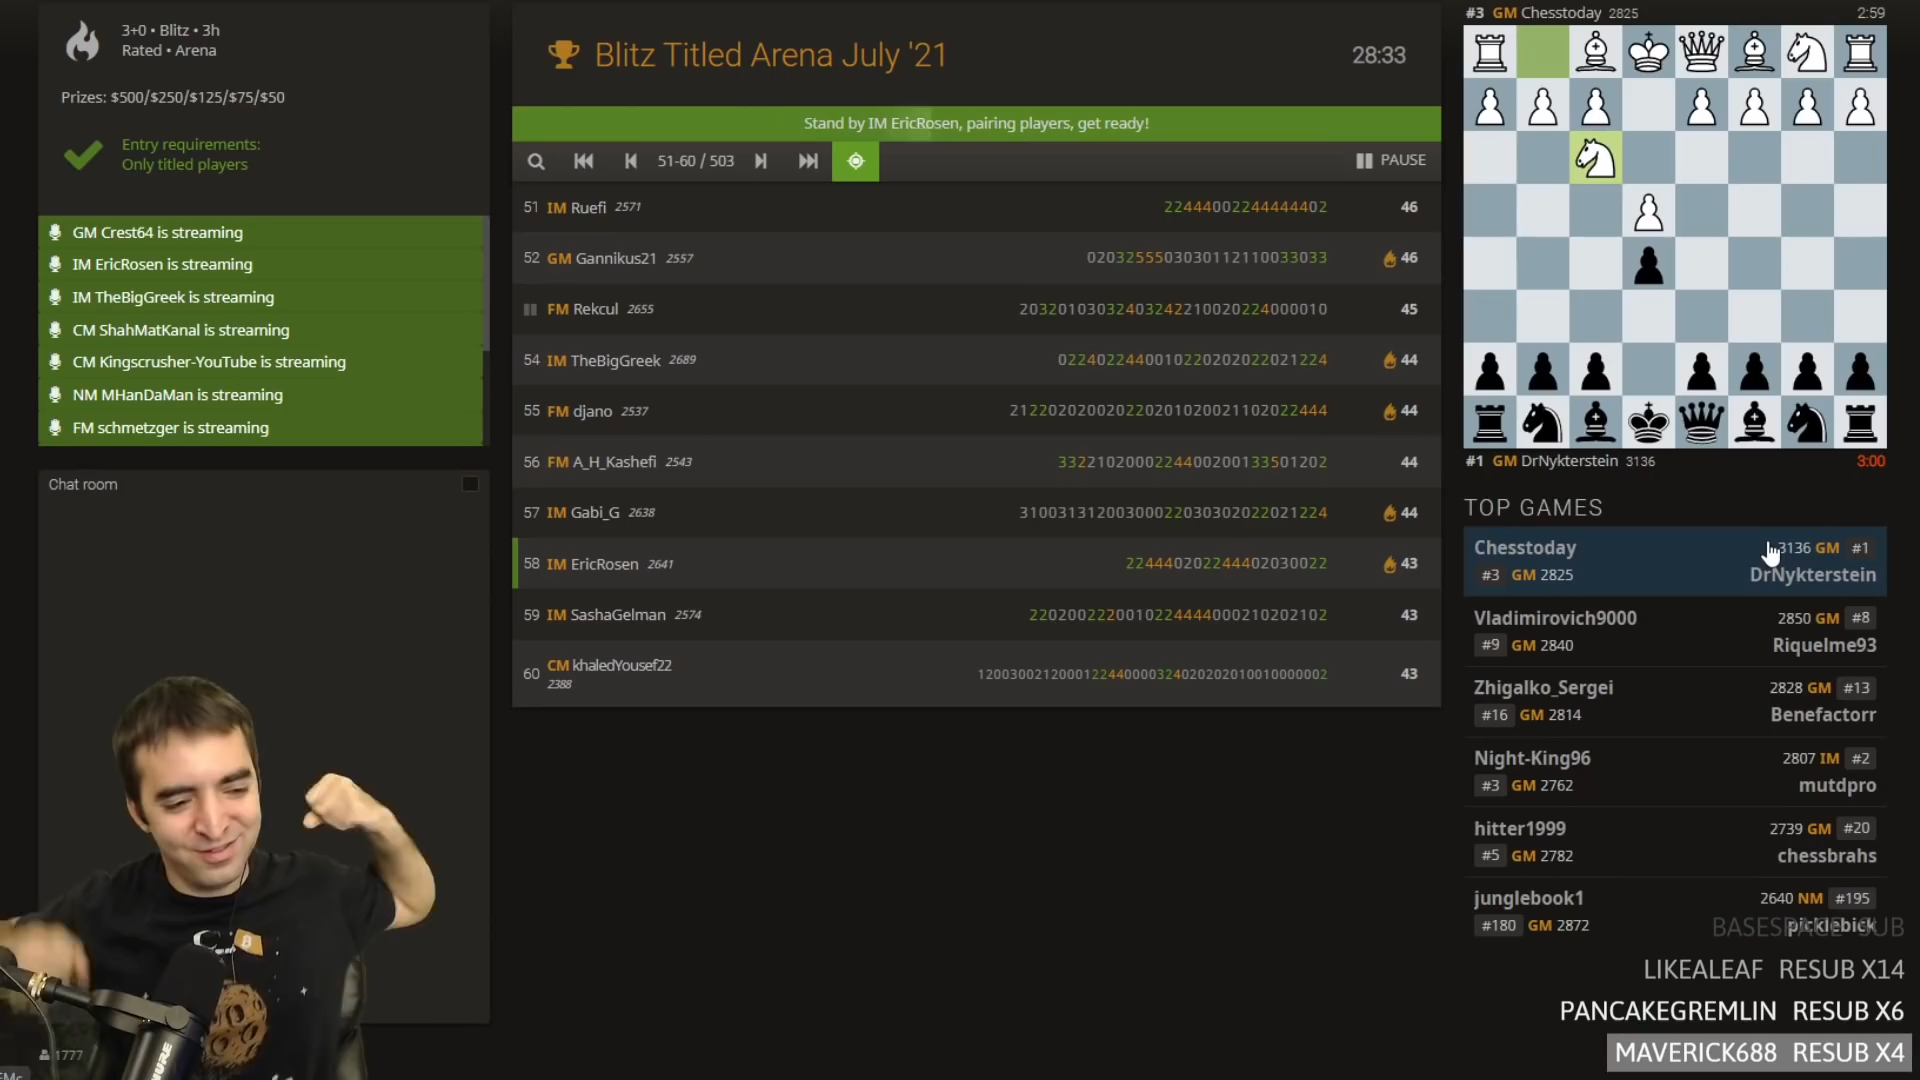 3+0 • Blitz • 3h
Rated • Arena
Prizes: $500/$250/$125/$75/$50
Entry requirements:
Only titled players
GM Crest64 is streaming
IM EricRosen is streaming
IM TheBigGreek is streaming
CM ShahMatKanal is streaming
CM Kingscrusher-YouTube is streaming
NM MHanDaMan is streaming
FM schmetzger is streaming
Chat room
1777
Blitz Titled Arena July '21
28:33
Stand by IM EricRosen, pairing players, get ready!
51-60 / 503
PAUSE
51 IM Ruefi 2571 22444002244444402 46
52 GM Gannikus21 2557 020325550303011211003 3033 46
FM Rekcul 2655 20320103032403242210020224000010 45
54 IM TheBigGreek 2689 0224022440010220202022021224 44
55 FM djano 2537 212202020020220201020021102022444 44
56 FM A_H_Kashefi 2543 3322102000224400200133501202 44
57 IM Gabi_G 2638 31003131200300022030302022021224 44
58 IM EricRosen 2641 22444020224440203 0022 43
59 IM SashaGelman 2574 2202002220010224444000210202102 43
60 CM khaledYousef22 1200300212000122440000324020202010010000002 43
2388
#3 GM Chesstoday 2825 2:59
#1 GM DrNykterstein 3136 3:00
TOP GAMES
Chesstoday 3136 GM #1
#3 GM 2825 DrNykterstein
Vladimirovich9000 2850 GM #8
#9 GM 2840 Riquelme93
Zhigalko_Sergei 2828 GM #13
#16 GM 2814 Benefactorr
Night-King96 2807 IM #2
#3 GM 2762 mutdpro
hitter1999 2739 GM #20
#5 GM 2782 chessbrahs
junglebook1 2640 NM #195
#180 GM 2872 picklebick
BASESPACE SUB
LIKEALEAF RESUB X14
PANCAKEGREMLIN RESUB X6
MAVERICK688 RESUB X4